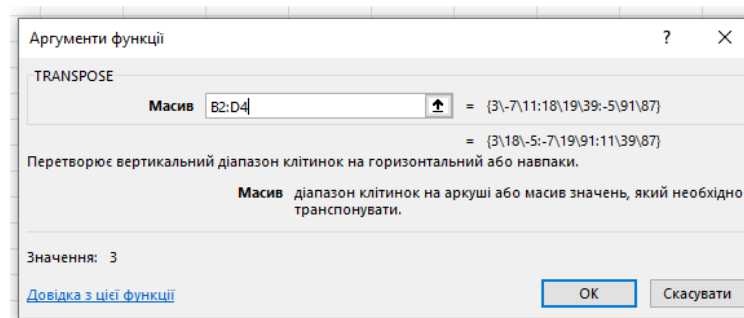 Аргументи функції ? ×
TRANSPOSE
Масив B2:D4 = {3\-7\11:18\19\39:-5\91\87}
= {3\18\-5:-7\19\91:11\39\87}
Перетворює вертикальний діапазон клітинок на горизонтальний або навпаки.
Масив діапазон клітинок на аркуші або масив значень, який необхідно
транспонувати.
Значення: 3
Довідка з цієї функції ОК Скасувати